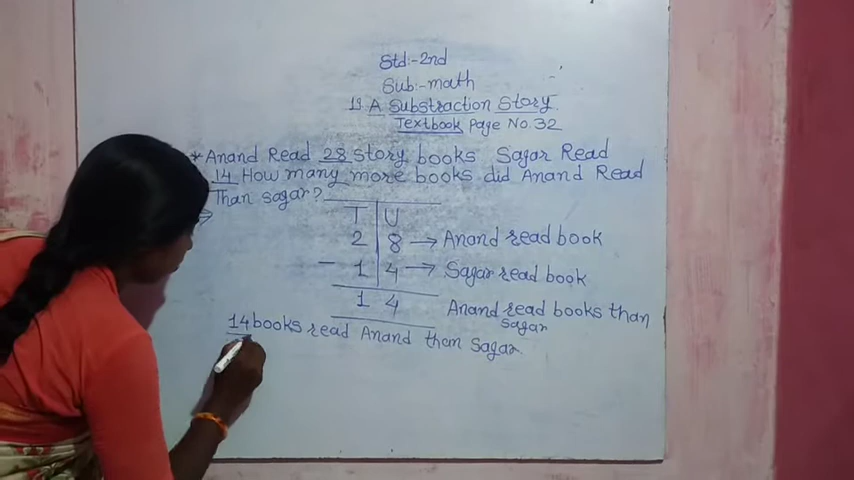 Std:-2nd
Sub:-math
13 A Substraction Story
Textbook Page No. 32
* Anand Read 28 Story books Sagar Read
14 How many more books did Anand Read
Than Sagar?
T U
2 8 → Anand read book
- 1 4 → Sagar read book
1 4 Anand read books than
sagar
14 books read Anand than Sagar.